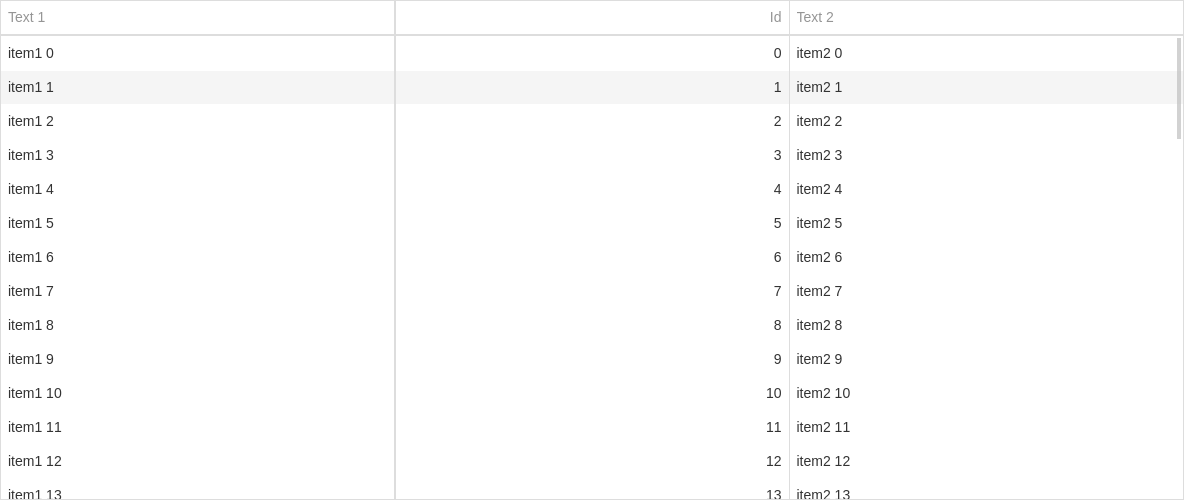 Text 1 Id Text 2
item1 0 0 item2 0
item1 1 1 item2 1
item1 2 2 item2 2
item1 3 3 item2 3
item1 4 4 item2 4
item1 5 5 item2 5
item1 6 6 item2 6
item1 7 7 item2 7
item1 8 8 item2 8
item1 9 9 item2 9
item1 10 10 item2 10
item1 11 11 item2 11
item1 12 12 item2 12
item1 13 13 item2 13